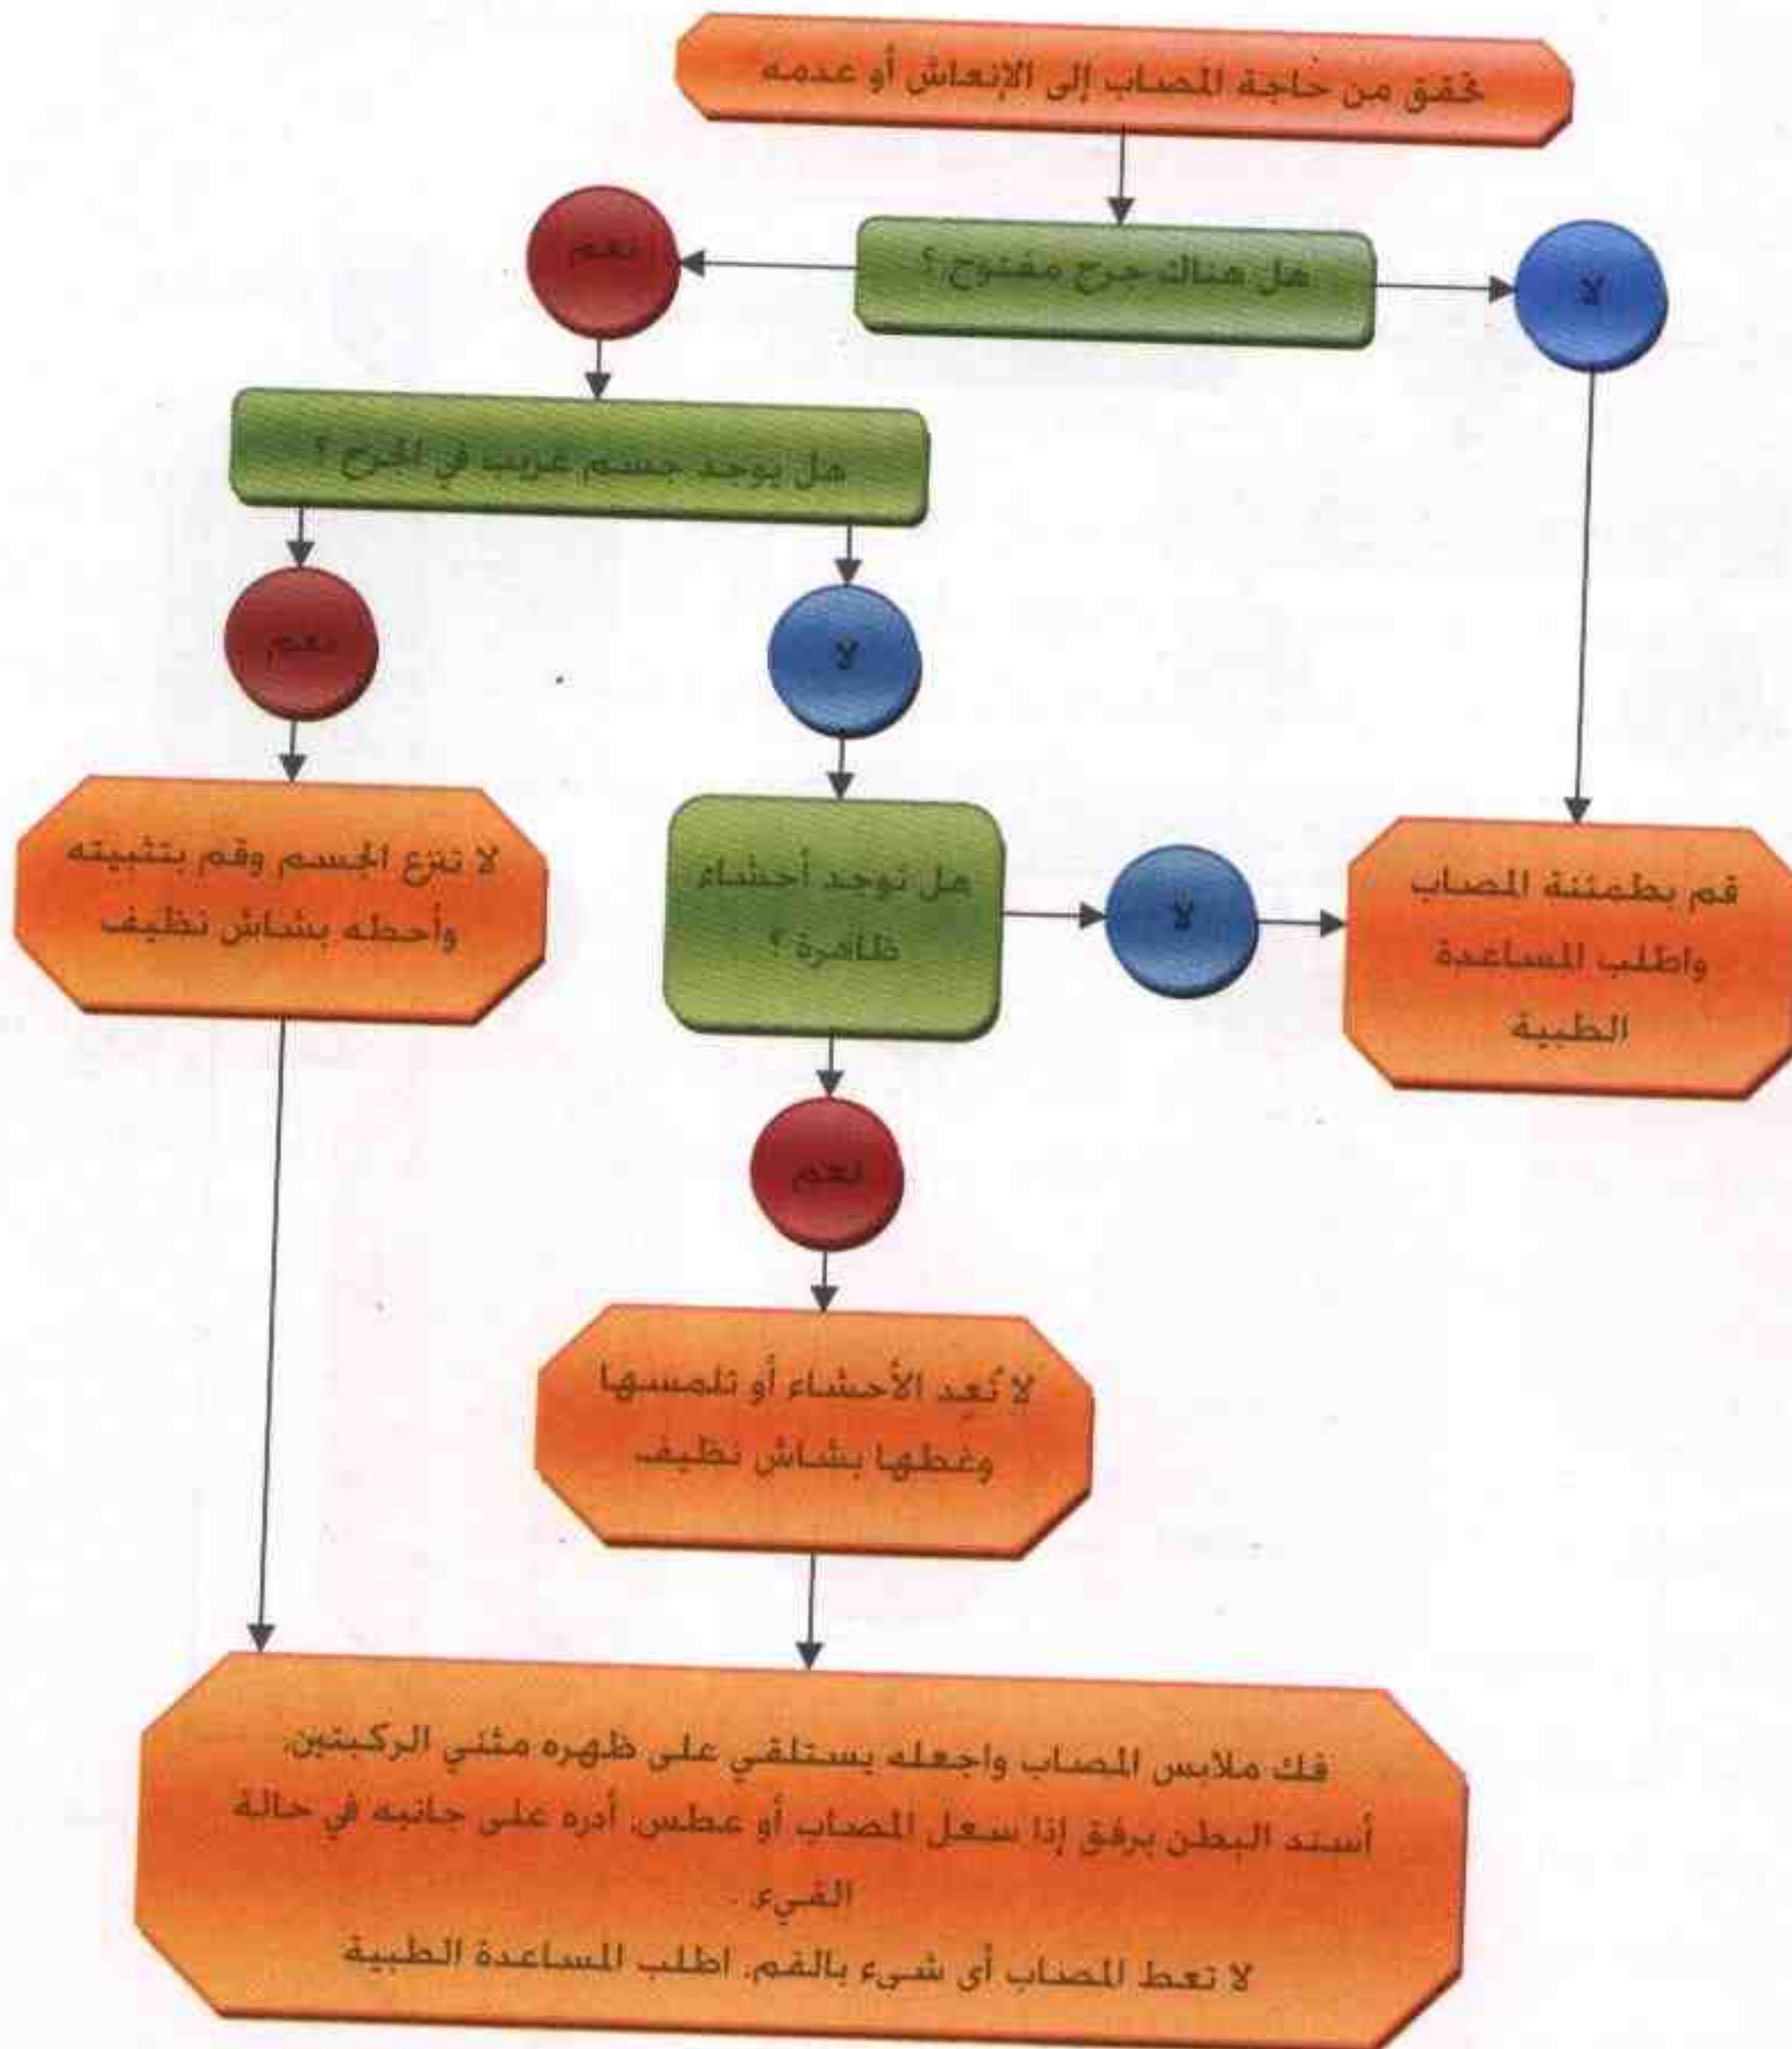 تحقق من حاجة المصاب إلى الإنعاش أو عدمه
هل هناك جرح مفتوح ؟
نعم
لا
هل يوجد جسم غريب في الجرح ؟
نعم
لا
لا تنزع الجسم وقم بتثبيته
وأحطه بشاش نظيف
هل توجد أحشاء
ظاهرة ؟
لا
قم بطمئنة المصاب
واطلب المساعدة
الطبية
نعم
لا تُعِد الأحشاء أو تلمسها
وغطها بشاش نظيف.
فك ملابس المصاب واجعله يستلقي على ظهره مثني الركبتين.
أسند البطن برفق إذا سعل المصاب أو عطس. أدره على جانبه في حالة
القيء .
لا تعط المصاب أى شيء بالفم. اطلب المساعدة الطبية